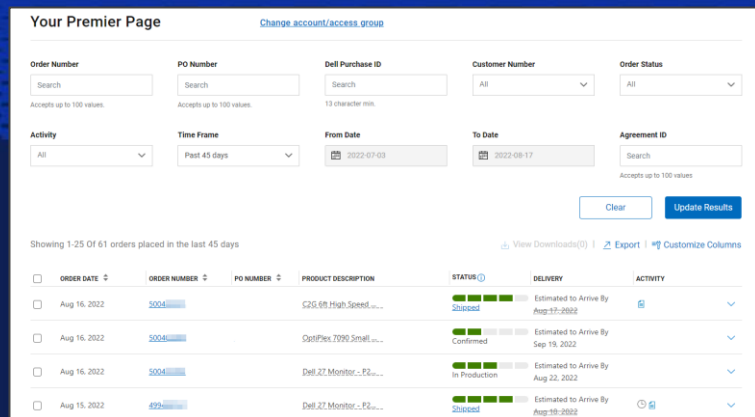 Your Premier Page Change account/access group
Order Number PO Number Dell Purchase ID Customer Number Order Status
Search Search Search All All
Accepts up to 100 values. Accepts up to 100 values. 13 character min.
Activity Time Frame From Date To Date Agreement ID
All Past 45 days 2022-07-03 2022-08-17 Search
Accepts up to 100 values
Clear Update Results
Showing 1-25 Of 61 orders placed in the last 45 days View Downloads(0) | Export | Customize Columns
ORDER DATE ORDER NUMBER PO NUMBER PRODUCT DESCRIPTION STATUS DELIVERY ACTIVITY
Aug 16, 2022 5004 C2G 6ft High Speed ... Shipped Estimated to Arrive By
Aug 17, 2022
Aug 16, 2022 5004 OptiPlex 7090 Small ... Confirmed Estimated to Arrive By
Sep 19, 2022
Aug 16, 2022 5004 Dell 27 Monitor - P2... In Production Estimated to Arrive By
Aug 22, 2022
Aug 15, 2022 4994 Dell 27 Monitor - P2... Shipped Estimated to Arrive By
Aug 18, 2022